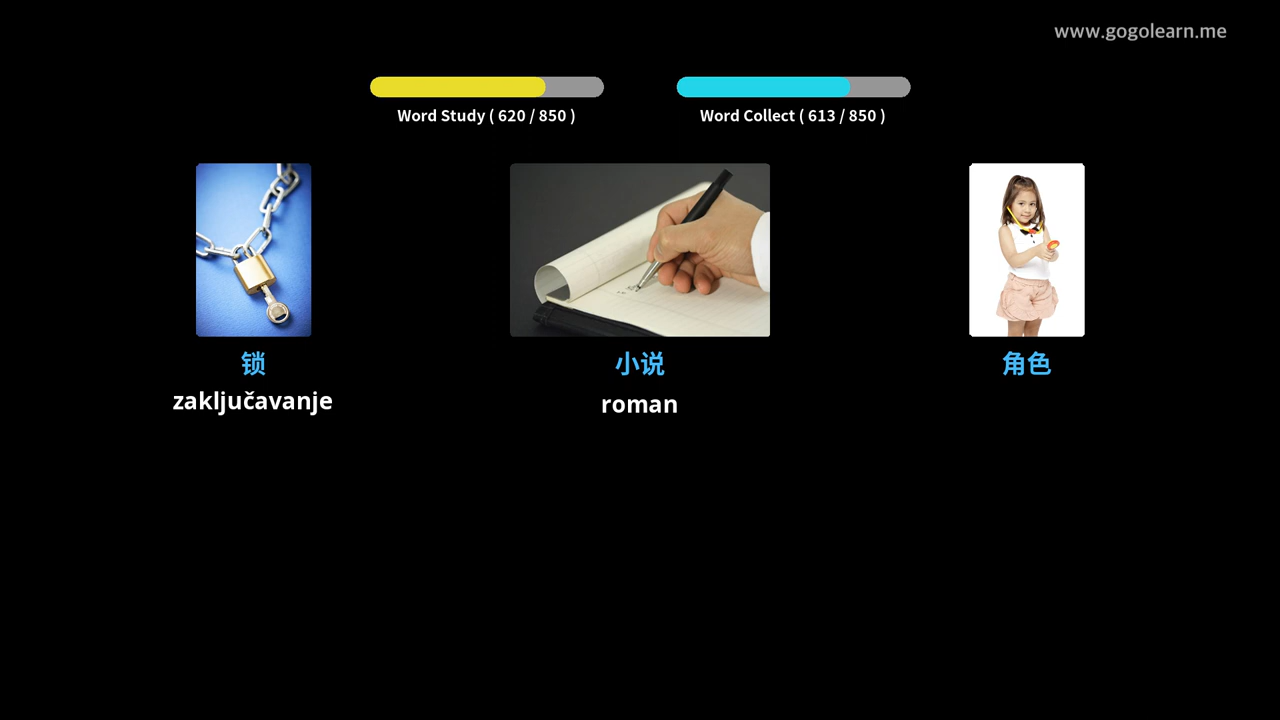 www.gogolearn.me
Word Study ( 620 / 850 )
Word Collect ( 613 / 850 )
锁
小说
角色
zaključavanje
roman